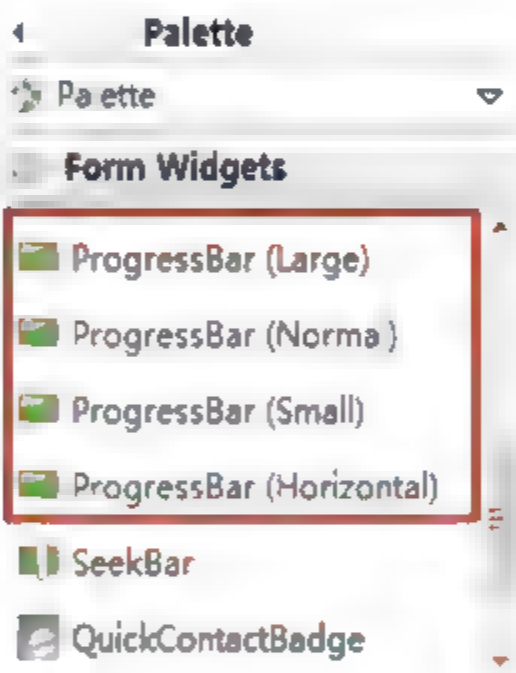 Palette
Pa ette
Form Widgets
ProgressBar (Large)
ProgressBar (Norma )
ProgressBar (Small)
ProgressBar (Horizontal)
SeekBar
QuickContactBadge